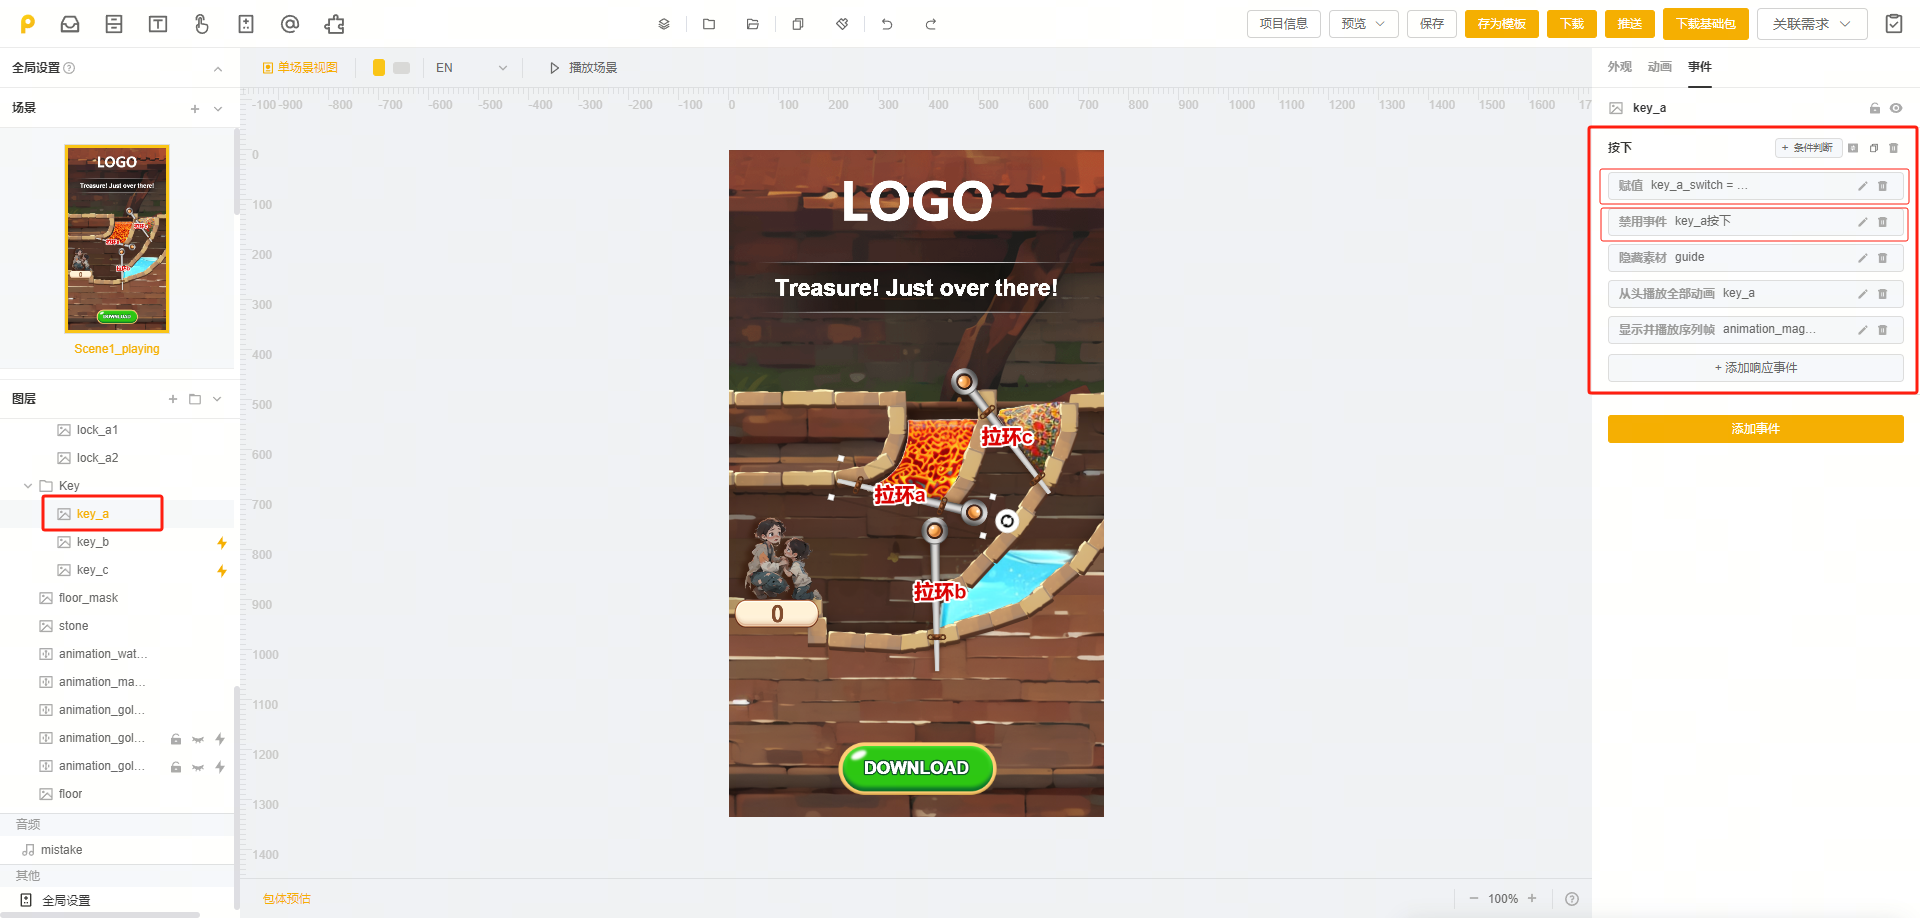 项目信息
预览
保存
存为模板
下载
推送
下载基础包
关联需求
全局设置
单场景视图
EN
播放场景
外观
动画
事件
场景
-100 -900 -800 -700 -600 -500 -400 -300 -200 -100 0 100 200 300 400 500 600 700 800 900 1000 1100 1200 1300 1400 1500 1600 17
key_a
LOGO
Treasure! Just over there!
DOWNLOAD
Scene1_playing
图层
lock_a1
lock_a2
Key
key_a
key_b
key_c
floor_mask
stone
animation_wat...
animation_ma...
animation_gol...
animation_gol...
animation_gol...
floor
音频
mistake
其他
全局设置
0
100
200
300
400
500
600
700
800
900
1000
1100
1200
1300
1400
LOGO
Treasure! Just over there!
拉环c
拉环a
拉环b
0
DOWNLOAD
包体预估
100%
按下
+ 条件判断
赋值 key_a_switch = ...
禁用事件 key_a按下
隐藏素材 guide
从头播放全部动画 key_a
显示并播放序列帧 animation_mag...
+ 添加响应事件
添加事件